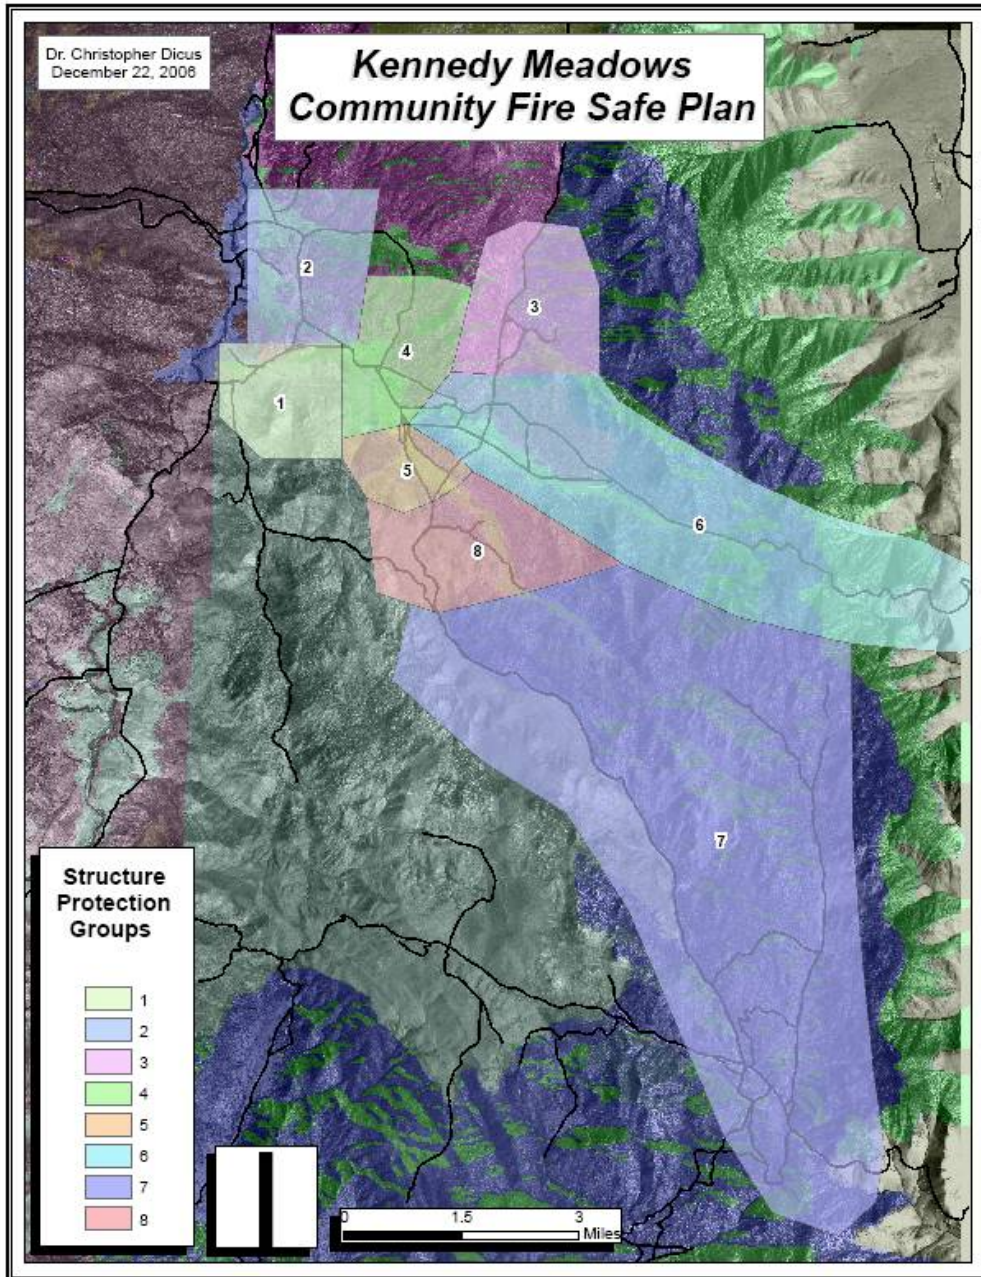 Dr. Christopher Dicus
December 22, 2006
Kennedy Meadows
Community Fire Safe Plan
2
3
4
1
5
6
8
7
Structure
Protection
Groups
1
2
3
4
5
6
7
8
0 1.5 3
Miles